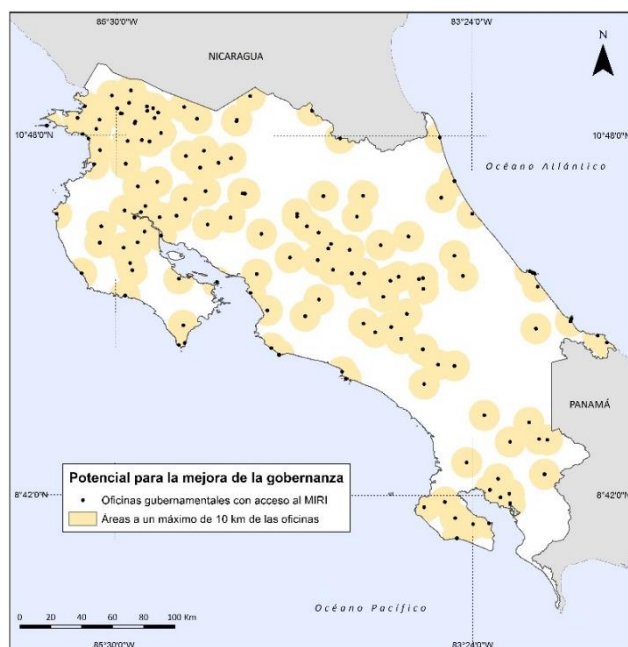 85°30'0"W
83°24'0"W
N
NICARAGUA
10°48'0"N
10°48'0"N
Océano Atlántico
PANAMÁ
Potencial para la mejora de la gobernanza
Oficinas gubernamentales con acceso al MIRI
Áreas a un máximo de 10 km de las oficinas
8°42'0"N
8°42'0"N
Océano Pacífico
0 20 40 60 80 100 Km
85°30'0"W
83°24'0"W